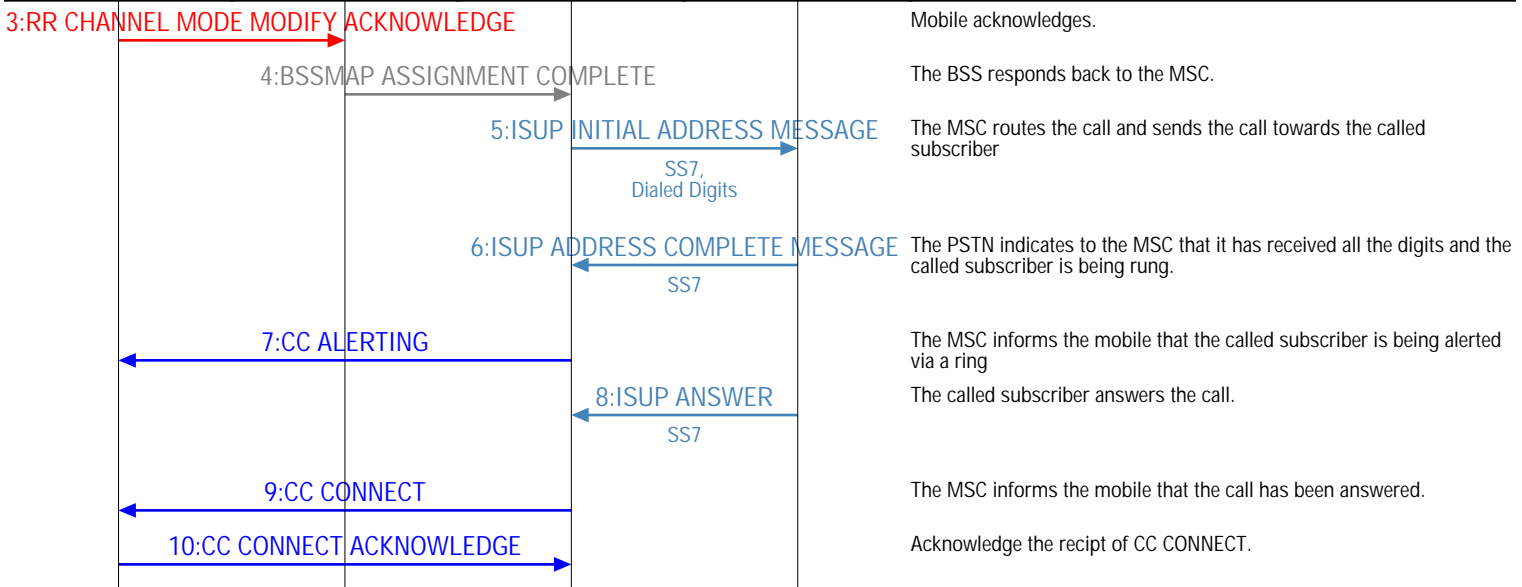 3:RR CHANNEL MODE MODIFY ACKNOWLEDGE
Mobile acknowledges.
4:BSSMAP ASSIGNMENT COMPLETE
The BSS responds back to the MSC.
5:ISUP INITIAL ADDRESS MESSAGE
SS7,
Dialed Digits
The MSC routes the call and sends the call towards the called
subscriber
6:ISUP ADDRESS COMPLETE MESSAGE
SS7
The PSTN indicates to the MSC that it has received all the digits and the
called subscriber is being rung.
7:CC ALERTING
The MSC informs the mobile that the called subscriber is being alerted
via a ring
8:ISUP ANSWER
SS7
The called subscriber answers the call.
9:CC CONNECT
The MSC informs the mobile that the call has been answered.
10:CC CONNECT ACKNOWLEDGE
Acknowledge the recipt of CC CONNECT.